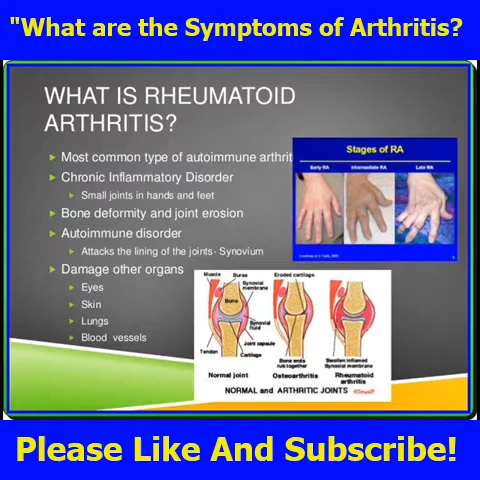 "What are the Symptoms of Arthritis?
WHAT IS RHEUMATOID
ARTHRITIS?
Most common type of autoimmune arthrit
Chronic Inflammatory Disorder
Small joints in hands and feet
Bone deformity and joint erosion
Autoimmune disorder
Attacks the lining of the joints- Synovium
Damage other organs
Eyes
Skin
Lungs
Blood vessels
Stages of RA
Early RA Intermediate RA Late RA
Muscle Bursa
Synovial
membrane
Bone
Synovial
fluid
Joint capsule
Tendon
Cartilage
Normal joint
Eroded cartilage
Bone ends
rub together
Osteoarthritis
Swollen inflamed
Synovial membrane
Rheumatoid
arthritis
NORMAL and ARTHRITIC JOINTS
Please Like And Subscribe!